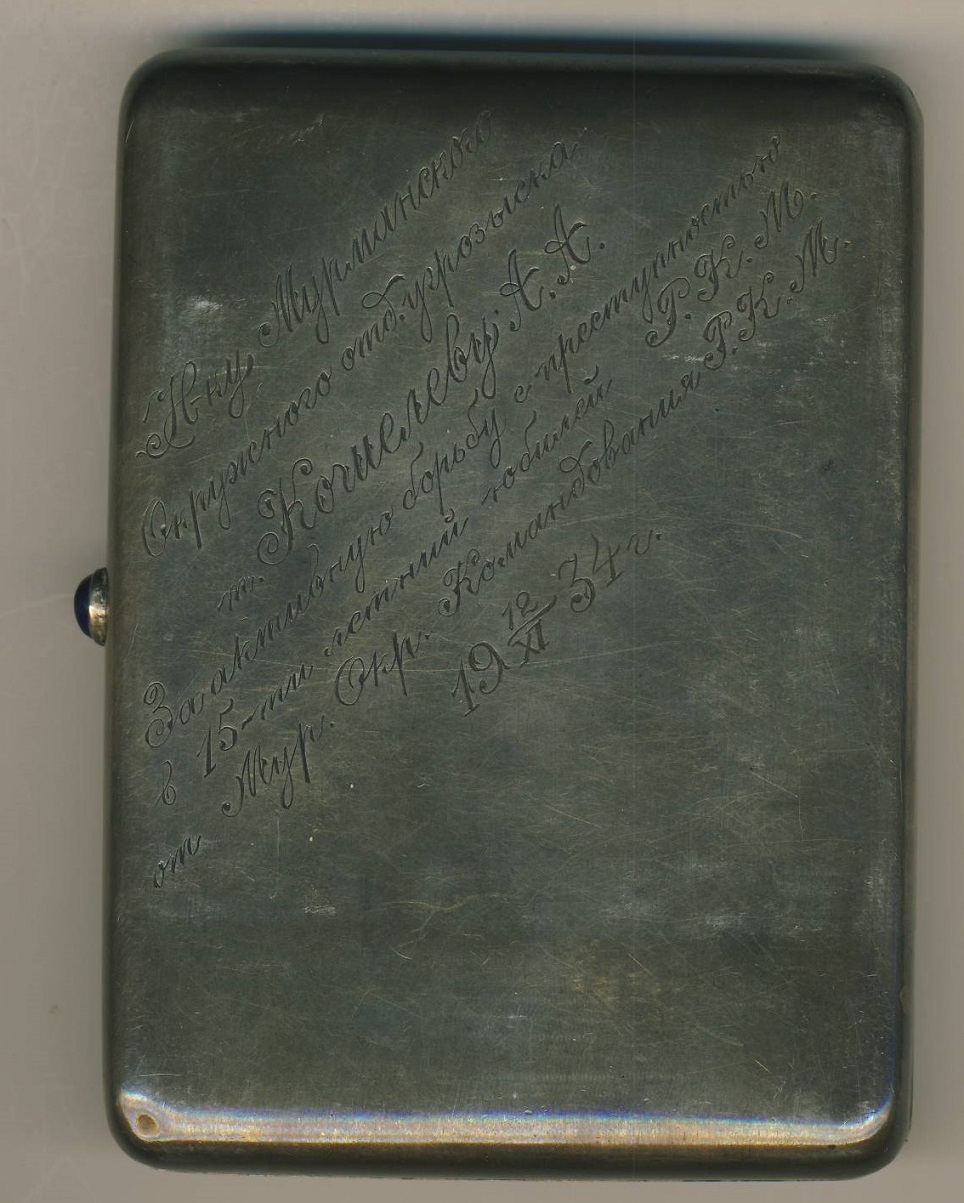 Н-ку Мурманского
Окружного отд. угрозыска
т. Кошелеву А. А.
За активную борьбу с преступностью
в 15-ти летний юбилей Р. К. М.
от Мур. Окр. Командования Р. К. М.
19 12/XI 34 г.